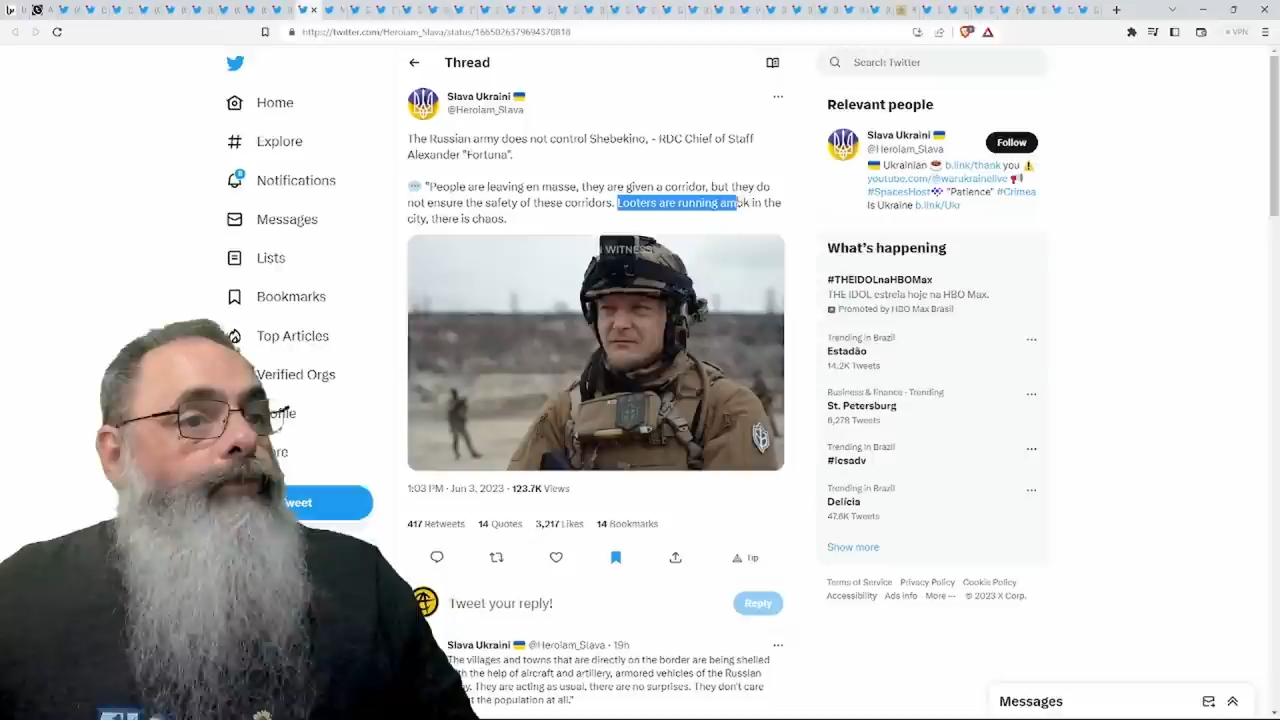 https://twitter.com/HeroIam_Slava/status/1665026379694370818
VPN
Home
Explore
Notifications
Messages
Lists
Bookmarks
Top Articles
Verified Orgs
Tweet
Thread
Slava Ukraini
@HeroIam_Slava
The Russian army does not control Shebekino, - RDC Chief of Staff
Alexander "Fortuna".
"People are leaving en masse, they are given a corridor, but they do
not ensure the safety of these corridors. Looters are running amok in the
city, there is chaos.
WITNESS
1:03 PM · Jun 3, 2023 · 123.7K Views
417 Retweets 14 Quotes 3,217 Likes 14 Bookmarks
Tip
Tweet your reply!
Reply
Slava Ukraini @HeroIam_Slava · 19h
The villages and towns that are directly on the border are being shelled
the help of aircraft and artillery, armored vehicles of the Russian
They are acting as usual, there are no surprises. They don't care
the population at all."
Search Twitter
Relevant people
Slava Ukraini
@HeroIam_Slava
Follow
Ukrainian b.link/thank you
youtube.com/@warukrainelive
#SpacesHost "Patience" #Crimea
Is Ukraine b.link/Ukr
What's happening
#THEIDOLnaHBOMax
THE IDOL estreia hoje na HBO Max.
Promoted by HBO Max Brasil
Trending in Brazil
Estadão
14.2K Tweets
Business & finance · Trending
St. Petersburg
6,278 Tweets
Trending in Brazil
#icsadv
Trending in Brazil
Delícia
47.6K Tweets
Show more
Terms of Service Privacy Policy Cookie Policy
Accessibility Ads info More ··· © 2023 X Corp.
Messages